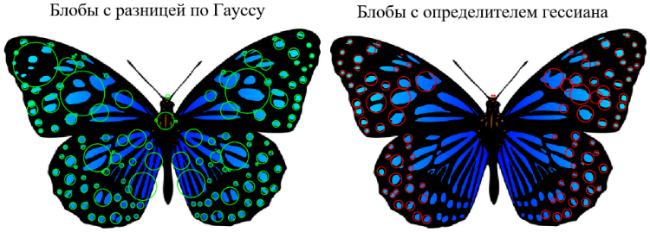 Блобы с разницей по Гауссу
Блобы с определителем гессиана